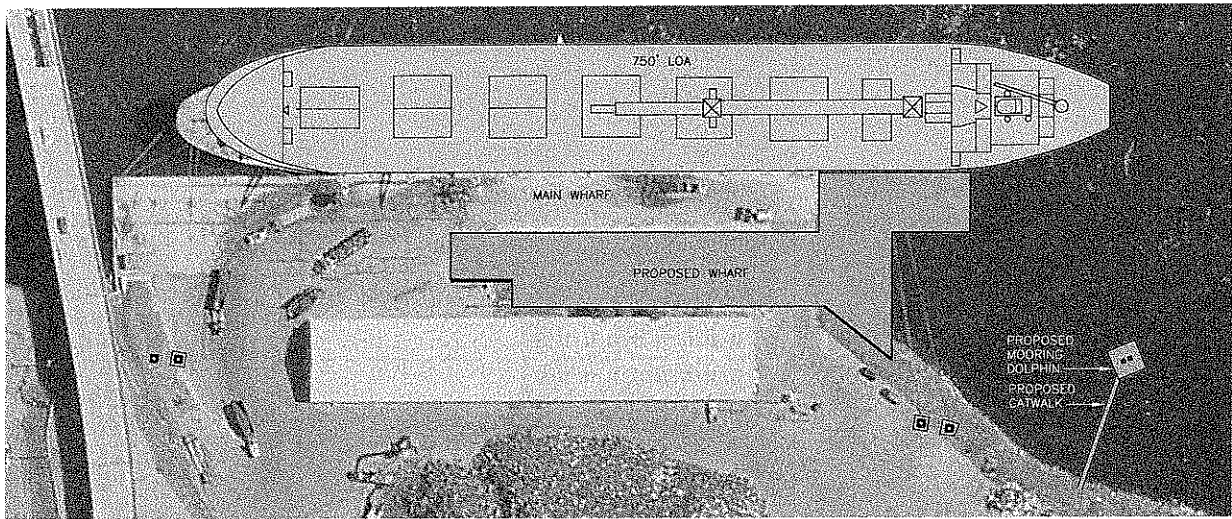 750' LOA
MAIN WHARF
PROPOSED WHARF
PROPOSED
MOORING
DOLPHIN
PROPOSED
CATWALK